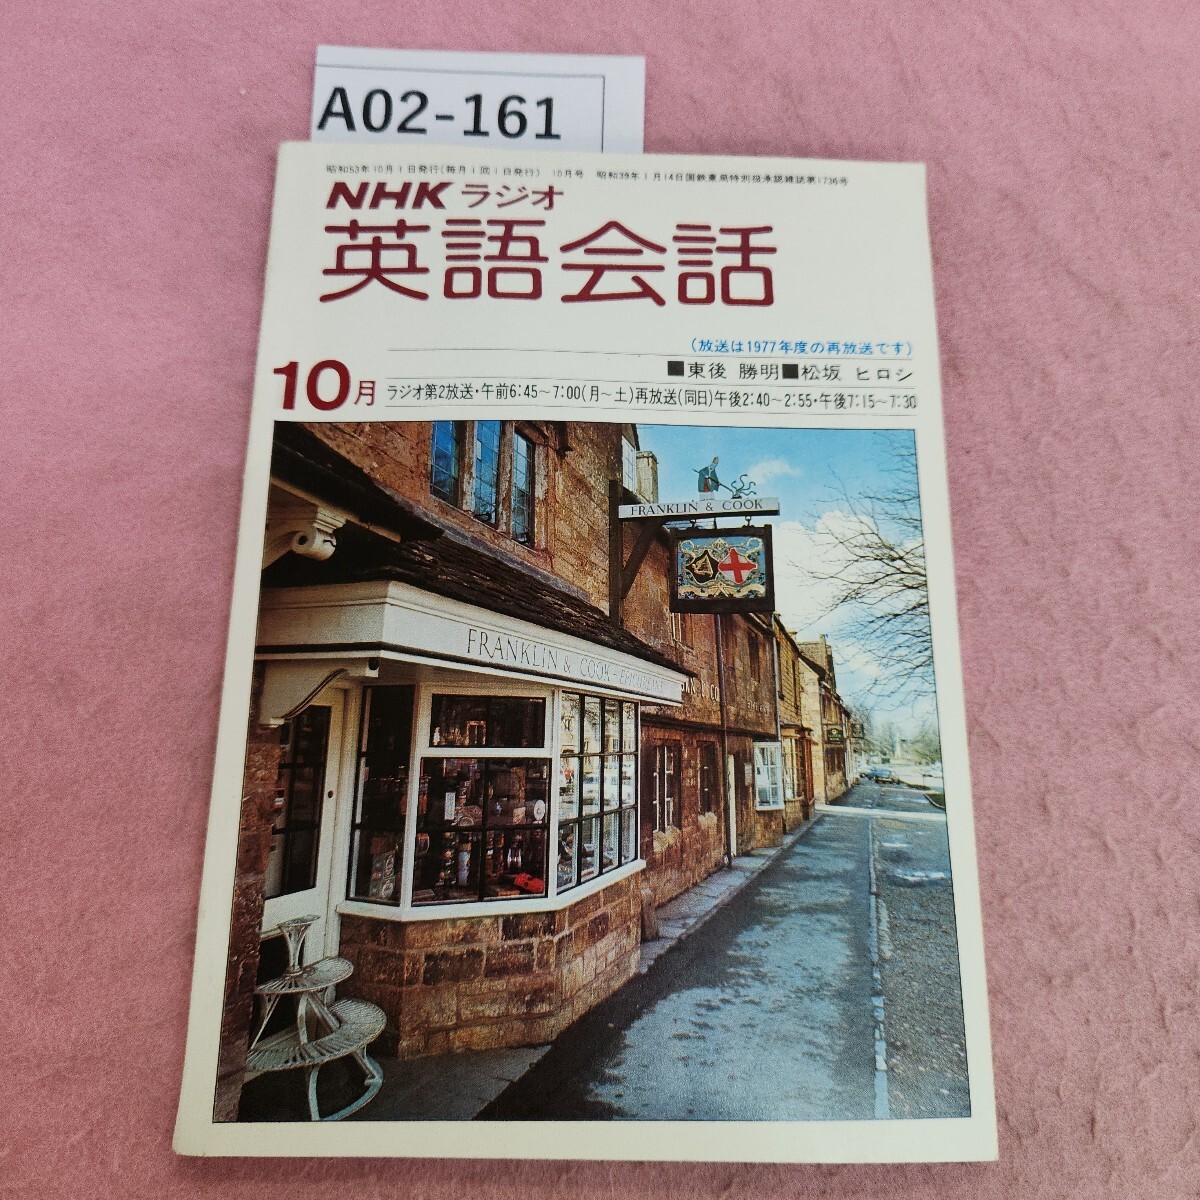 A02-161
昭和53年10月1日発行(毎月1回1日発行) 10月号 昭和39年1月14日国鉄東局特別扱承認雑誌第1736号
NHK ラジオ
英語会話
(放送は1977年度の再放送です)
■東後 勝明■松坂 ヒロシ
10月
ラジオ第2放送・午前6:45~7:00(月~土)再放送(同日)午後2:40~2:55・午後7:15~7:30
FRANKLIN & COOK
FRANKLIN & COOK